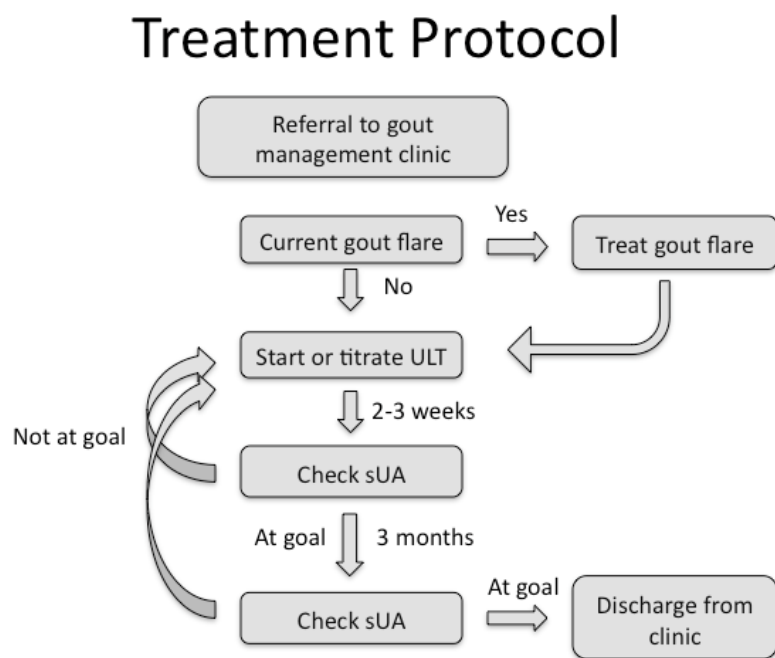 Treatment Protocol
Referral to gout
management clinic
Yes
Current gout flare
Treat gout flare
No
Start or titrate ULT
2-3 weeks
Not at goal
Check sUA
At goal
3 months
At goal
Check sUA
Discharge from
clinic